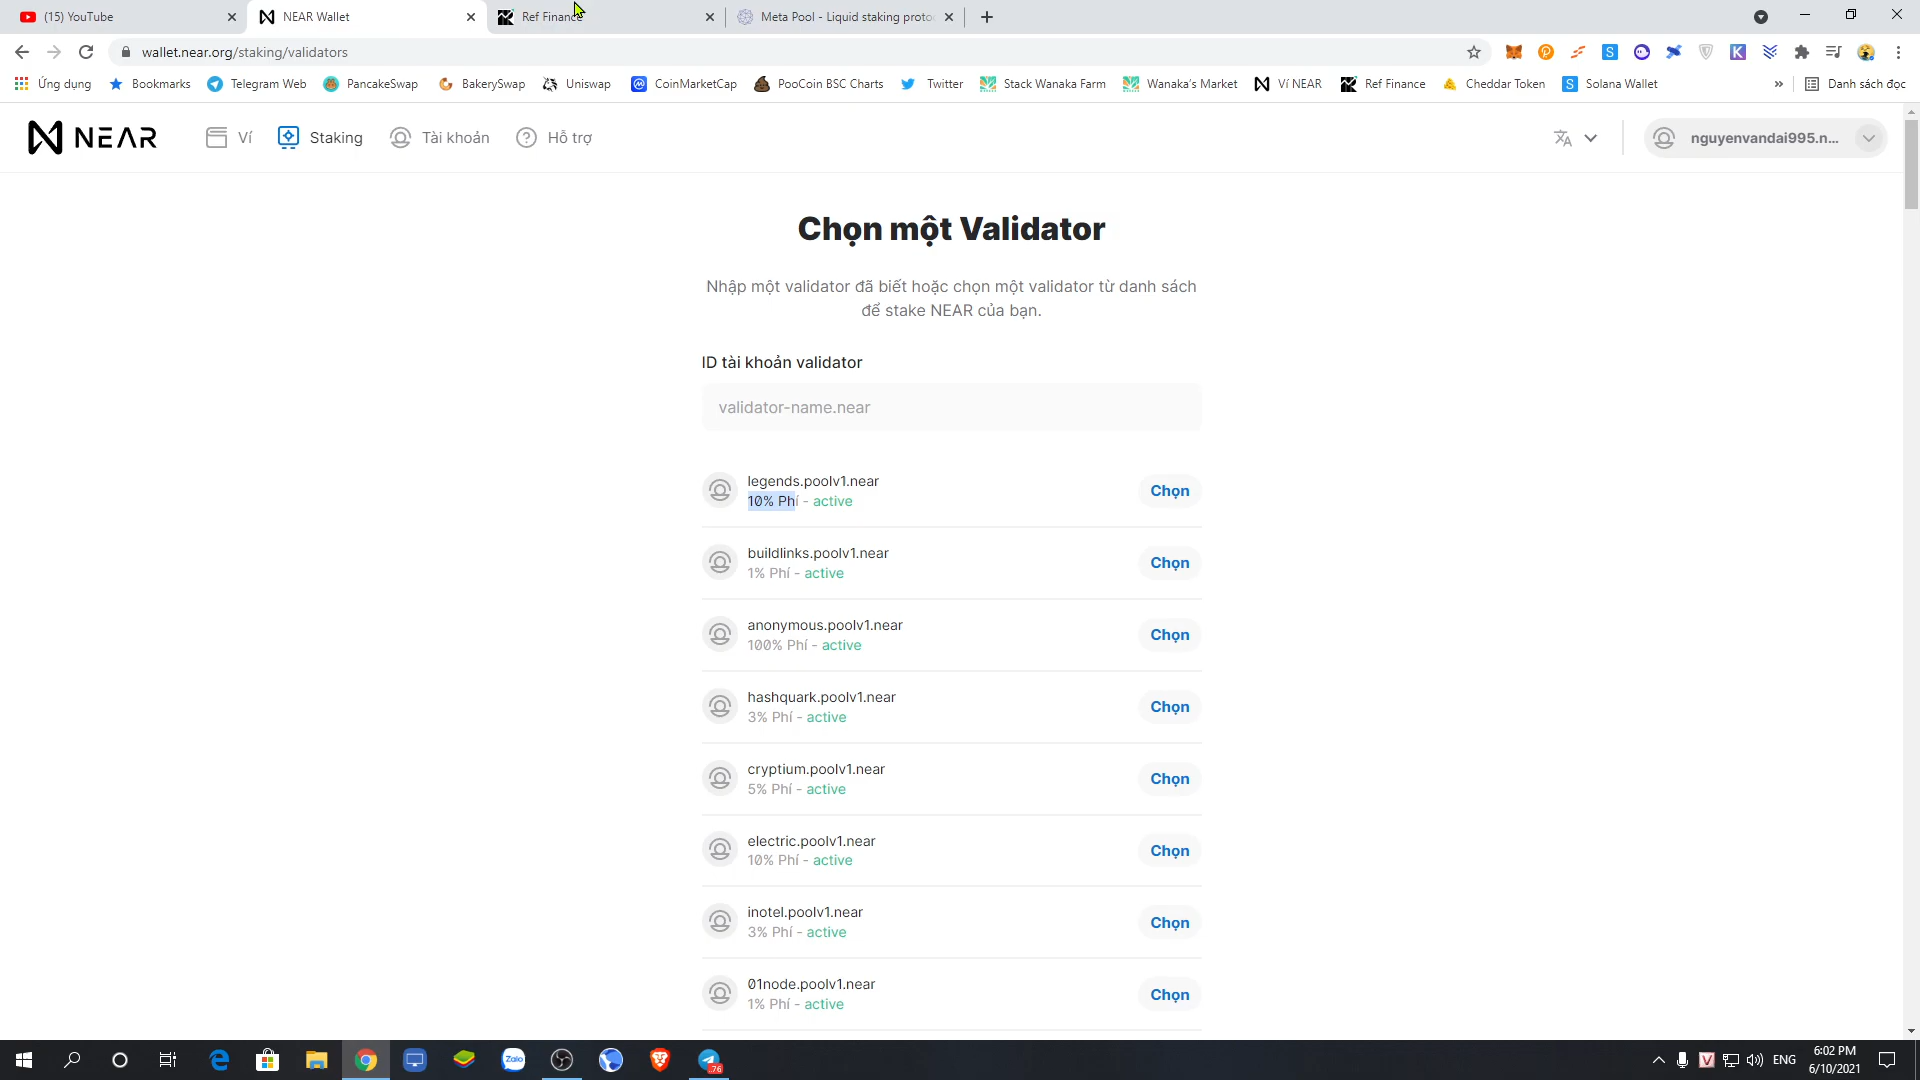 (15) YouTube
NEAR Wallet
Ref Finance
Meta Pool - Liquid staking proto
wallet.near.org/staking/validators
Ứng dụng
Bookmarks
Telegram Web
PancakeSwap
BakerySwap
Uniswap
CoinMarketCap
PooCoin BSC Charts
Twitter
Stack Wanaka Farm
Wanaka's Market
Ví NEAR
Ref Finance
Cheddar Token
Solana Wallet
»
Danh sách đọc
NEAR
Ví
Staking
Tài khoản
Hỗ trợ
nguyenvandai995.n...
Chọn một Validator
Nhập một validator đã biết hoặc chọn một validator từ danh sách
để stake NEAR của bạn.
ID tài khoản validator
validator-name.near
legends.poolv1.near
10% Phí - active
Chọn
buildlinks.poolv1.near
1% Phí - active
Chọn
anonymous.poolv1.near
100% Phí - active
Chọn
hashquark.poolv1.near
3% Phí - active
Chọn
cryptium.poolv1.near
5% Phí - active
Chọn
electric.poolv1.near
10% Phí - active
Chọn
inotel.poolv1.near
3% Phí - active
Chọn
01node.poolv1.near
1% Phí - active
Chọn
Zalo
.76
ENG
6:02 PM
6/10/2021